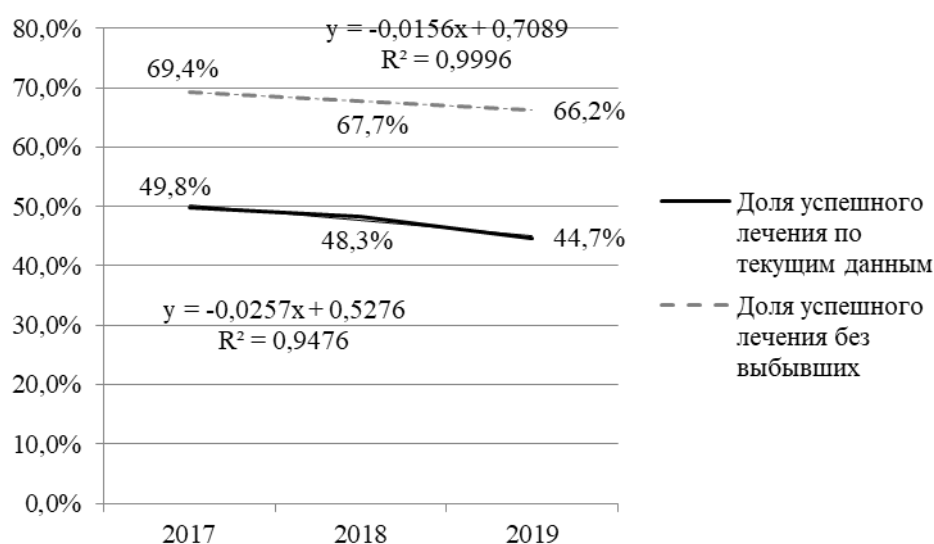 80,0%
70,0%
60,0%
50,0%
40,0%
30,0%
20,0%
10,0%
0,0%
y = -0,0156x + 0,7089
R² = 0,9996
69,4%
67,7%
66,2%
49,8%
48,3%
44,7%
y = -0,0257x + 0,5276
R² = 0,9476
2017
2018
2019
Доля успешного
лечения по
текущим данным
Доля успешного
лечения без
выбывших